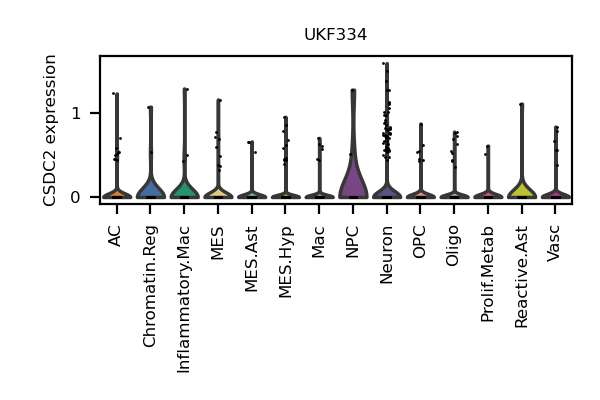 UKF334
CSDC2 expression
1
0
AC
Chromatin.Reg
Inflammatory.Mac
MES
MES.Ast
MES.Hyp
Mac
NPC
Neuron
OPC
Oligo
Prolif.Metab
Reactive.Ast
Vasc